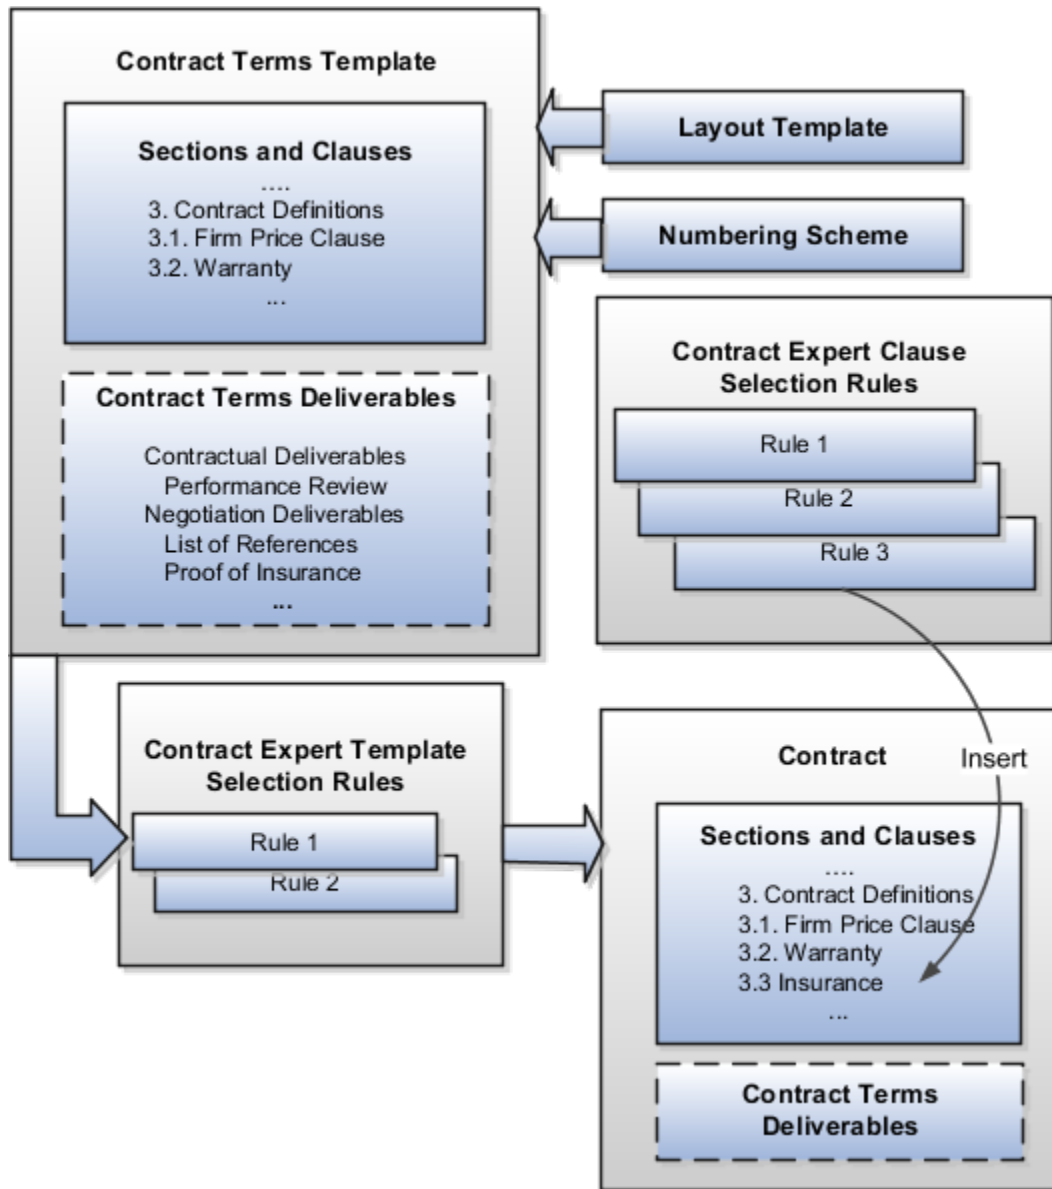 Contract Terms Template
Sections and Clauses
....
3. Contract Definitions
3.1. Firm Price Clause
3.2. Warranty
...
Contract Terms Deliverables
Contractual Deliverables
Performance Review
Negotiation Deliverables
List of References
Proof of Insurance
...
Layout Template
Numbering Scheme
Contract Expert Clause
Selection Rules
Rule 1
Rule 2
Rule 3
Contract Expert Template
Selection Rules
Rule 1
Rule 2
Contract
Insert
Sections and Clauses
....
3. Contract Definitions
3.1. Firm Price Clause
3.2. Warranty
3.3 Insurance
...
Contract Terms
Deliverables